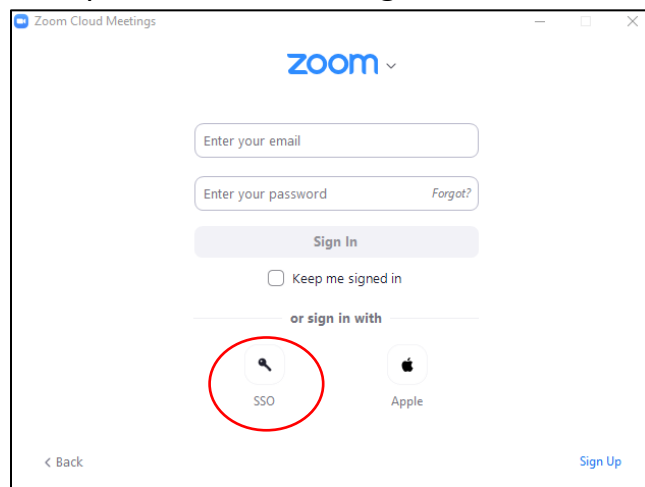 Zoom Cloud Meetings
zoom
Enter your email
Enter your password Forgot?
Sign In
Keep me signed in
or sign in with
SSO Apple
< Back Sign Up